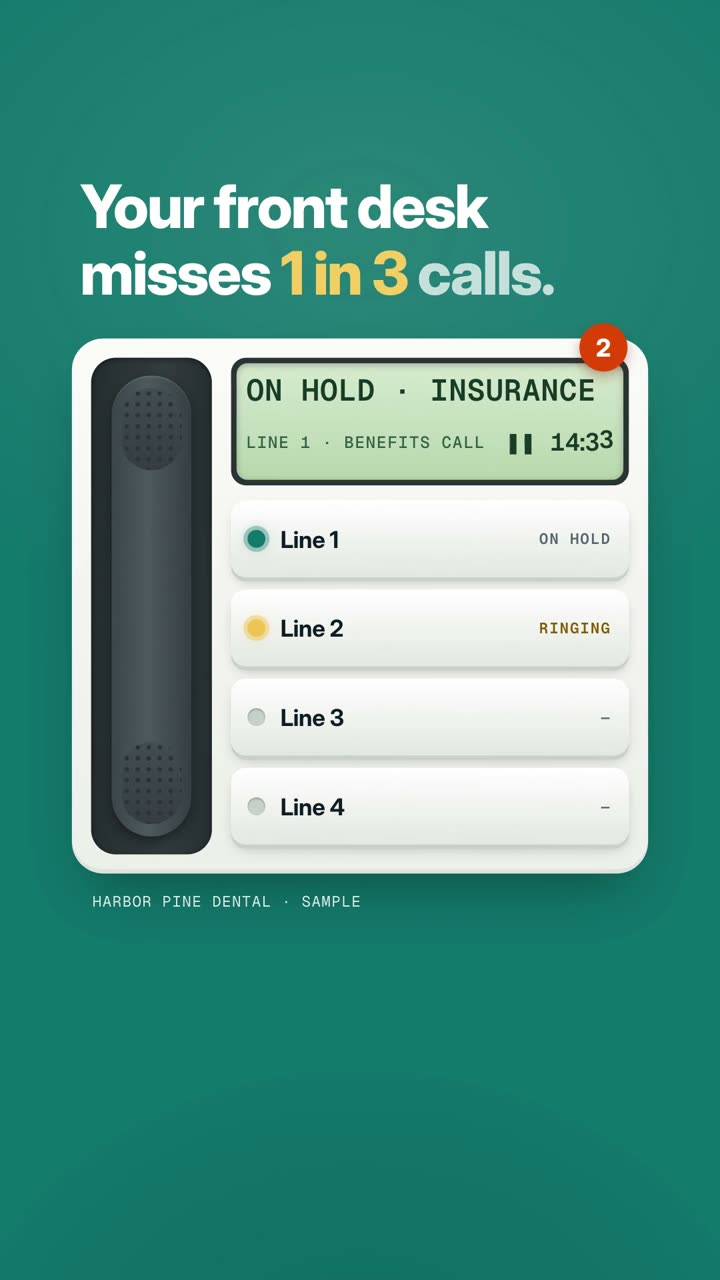 Your front desk
misses 1 in 3 calls.
2
ON HOLD · INSURANCE
LINE 1 · BENEFITS CALL ❚❚ 14:33
Line 1 ON HOLD
Line 2 RINGING
Line 3 –
Line 4 –
HARBOR PINE DENTAL · SAMPLE